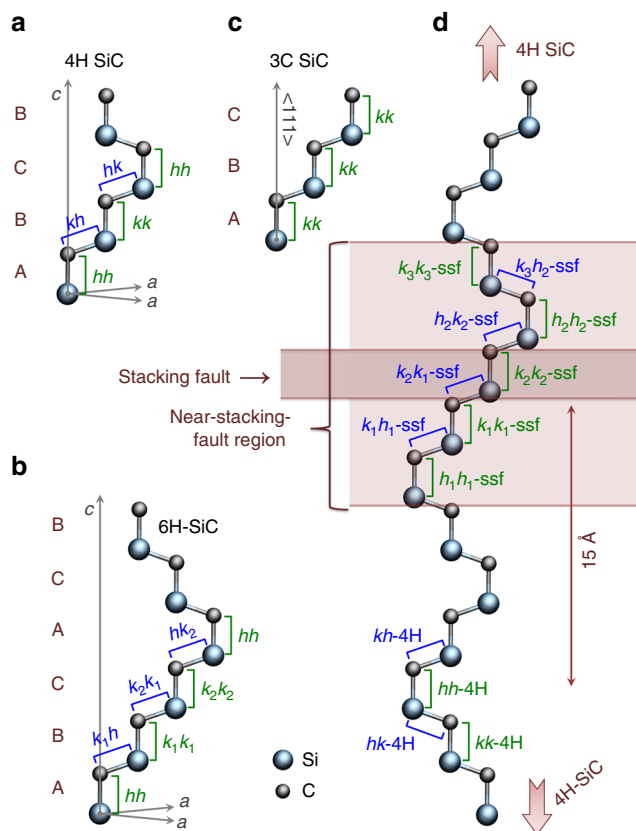 a
4H SiC
c
B
C
hk
hh
B
kh
kk
A
hh
a
a
c
3C SiC
<111>
C
kk
B
kk
A
kk
d
4H SiC
k3k3-ssf
k3h2-ssf
h2k2-ssf
h2h2-ssf
Stacking fault →
k2k1-ssf
k2k2-ssf
Near-stacking-
fault region
k1h1-ssf
k1k1-ssf
h1h1-ssf
15 Å
kh-4H
hh-4H
hk-4H
kk-4H
4H-SiC
b
c
6H-SiC
B
C
A
hk2
hh
C
k2k1
k2k2
B
k1h
k1k1
A
hh
a
a
Si
C